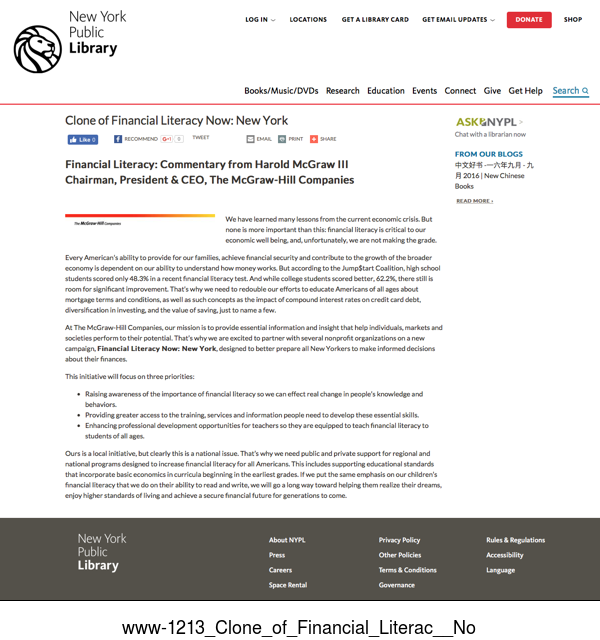 New York
Public
Library
LOG IN
LOCATIONS
GET A LIBRARY CARD
GET EMAIL UPDATES
DONATE
SHOP
Books/Music/DVDs
Research
Education
Events
Connect
Give
Get Help
Search
Clone of Financial Literacy Now: New York
Like 0
RECOMMEND
G+1 0
TWEET
EMAIL
PRINT
SHARE
Financial Literacy: Commentary from Harold McGraw III
Chairman, President & CEO, The McGraw-Hill Companies
The McGraw-Hill Companies
We have learned many lessons from the current economic crisis. But
none is more important than this: financial literacy is critical to our
economic well being, and, unfortunately, we are not making the grade.
Every American's ability to provide for our families, achieve financial security and contribute to the growth of the broader
economy is dependent on our ability to understand how money works. But according to the Jump$tart Coalition, high school
students scored only 48.3% in a recent financial literacy test. And while college students scored better, 62.2%, there still is
room for significant improvement. That's why we need to redouble our efforts to educate Americans of all ages about
mortgage terms and conditions, as well as such concepts as the impact of compound interest rates on credit card debt,
diversification in investing, and the value of saving, just to name a few.
At The McGraw-Hill Companies, our mission is to provide essential information and insight that help individuals, markets and
societies perform to their potential. That's why we are excited to partner with several nonprofit organizations on a new
campaign, Financial Literacy Now: New York, designed to better prepare all New Yorkers to make informed decisions
about their finances.
This initiative will focus on three priorities:
• Raising awareness of the importance of financial literacy so we can effect real change in people's knowledge and
behaviors.
• Providing greater access to the training, services and information people need to develop these essential skills.
• Enhancing professional development opportunities for teachers so they are equipped to teach financial literacy to
students of all ages.
Ours is a local initiative, but clearly this is a national issue. That's why we need public and private support for regional and
national programs designed to increase financial literacy for all Americans. This includes supporting educational standards
that incorporate basic economics in curricula beginning in the earliest grades. If we put the same emphasis on our children's
financial literacy that we do on their ability to read and write, we will go a long way toward helping them realize their dreams,
enjoy higher standards of living and achieve a secure financial future for generations to come.
ASK NYPL >
Chat with a librarian now
FROM OUR BLOGS
中文好书 -一六年九月 - 九
月 2016 | New Chinese
Books
READ MORE ›
New York
Public
Library
About NYPL
Press
Careers
Space Rental
Privacy Policy
Other Policies
Terms & Conditions
Governance
Rules & Regulations
Accessibility
Language
www-1213_Clone_of_Financial_Literac__No